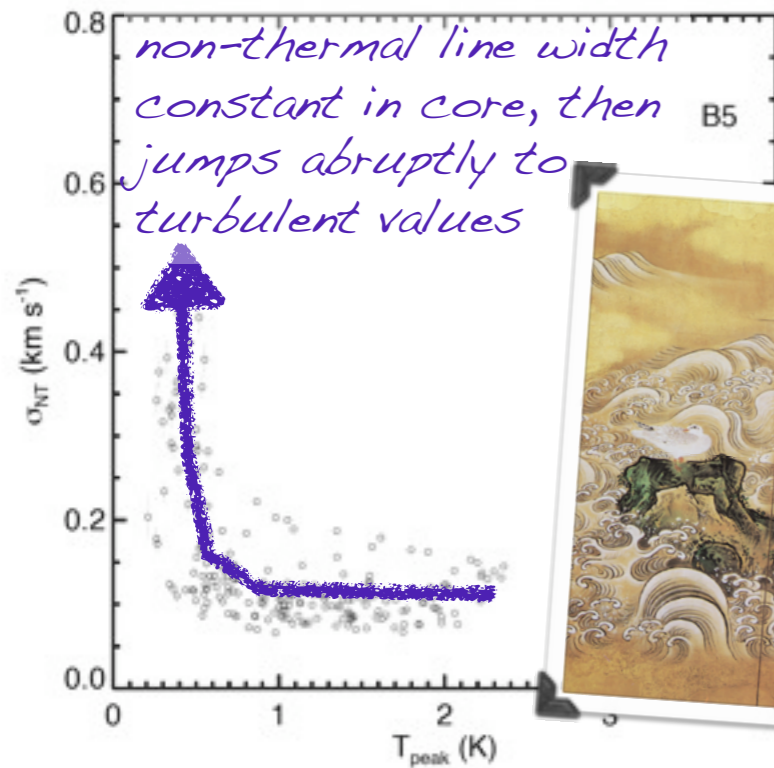 0.8
non-thermal line width
constant in core, then
jumps abruptly to
turbulent values
B5
0.6
0.4
0.2
0.0
σNT (km s-1)
0
1
2
3
Tpeak (K)